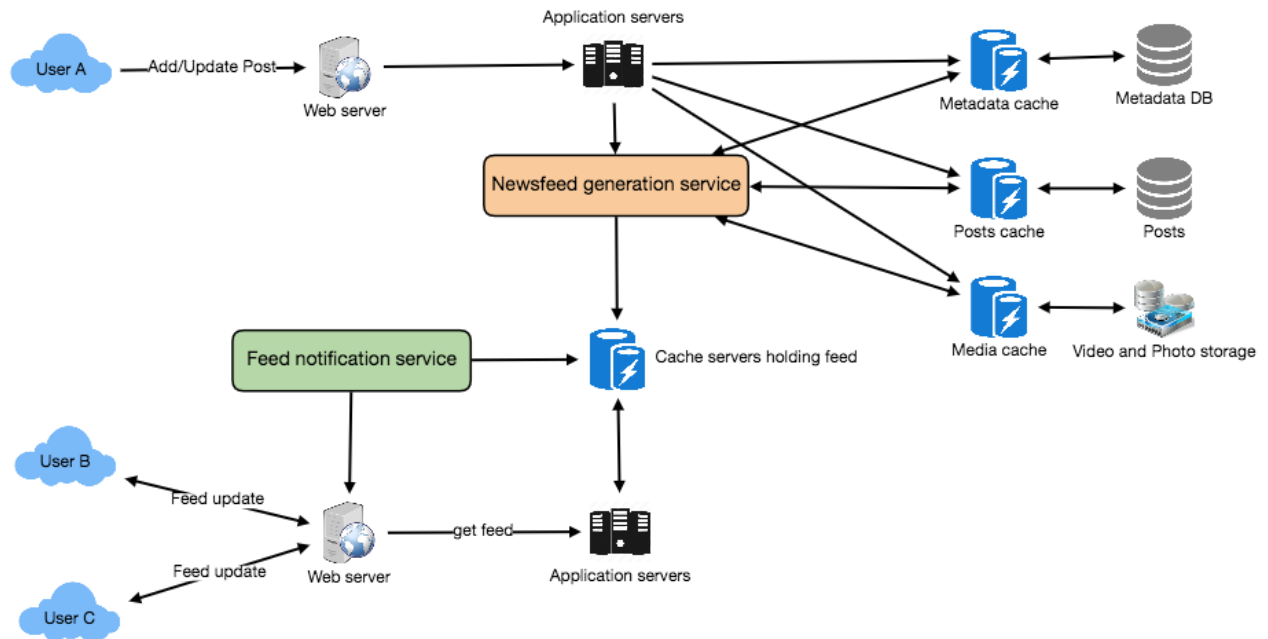 Application servers
User A
Add/Update Post
Web server
Metadata cache
Metadata DB
Newsfeed generation service
Posts cache
Posts
Media cache
Video and Photo storage
Feed notification service
Cache servers holding feed
User B
Feed update
get feed
Feed update
Web server
Application servers
User C